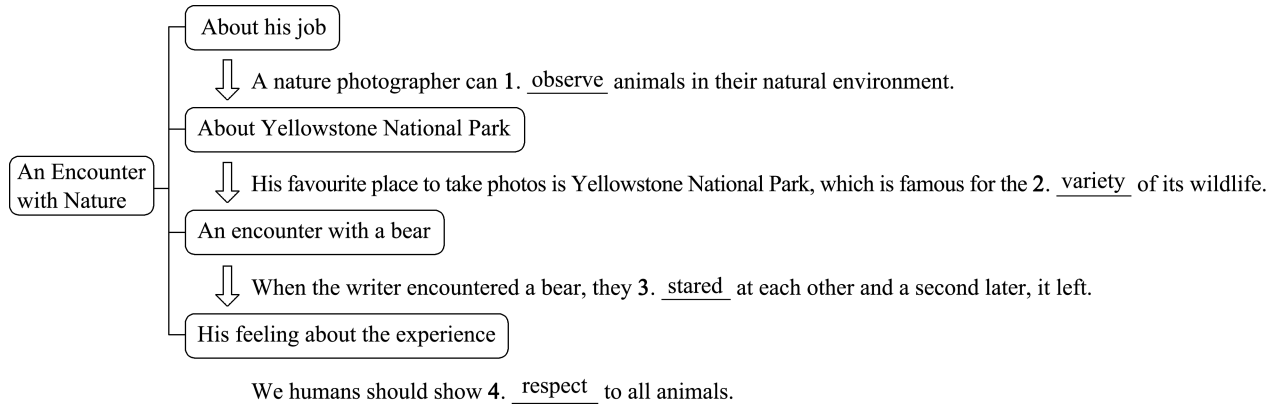 About his job
A nature photographer can 1. observe animals in their natural environment.
About Yellowstone National Park
An Encounter
with Nature
His favourite place to take photos is Yellowstone National Park, which is famous for the 2. variety of its wildlife.
An encounter with a bear
When the writer encountered a bear, they 3. stared at each other and a second later, it left.
His feeling about the experience
We humans should show 4. respect to all animals.